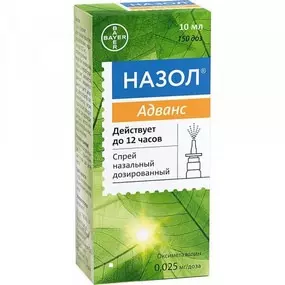 10 мл
150 доз
BAYER
BAYER
НАЗОЛ®
Адванс
Действует
до 12 часов
Спрей
назальный
дозированный
Оксиметазолин
0,025 мг/доза